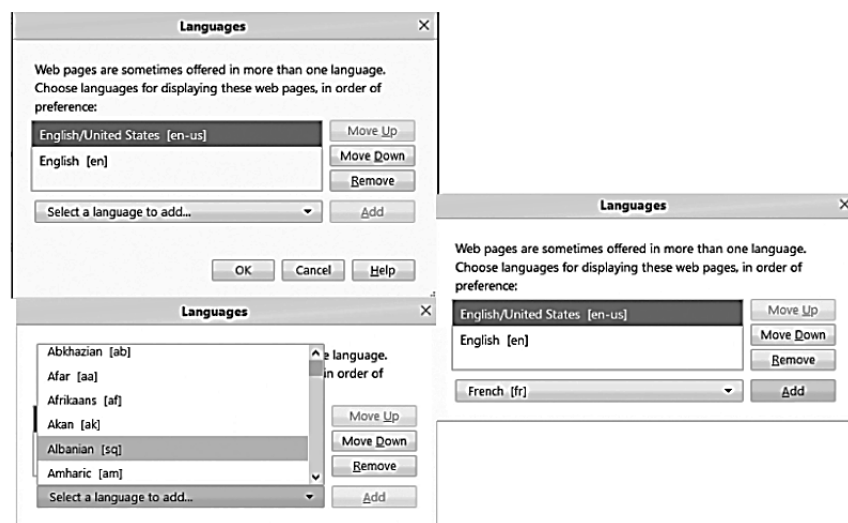 Languages
Web pages are sometimes offered in more than one language.
Choose languages for displaying these web pages, in order of
preference:
English/United States [en-us]
English [en]
Move Up
Move Down
Remove
Select a language to add...
Add
OK
Cancel
Help
Languages
Abkhazian [ab]
Afar [aa]
Afrikaans [af]
Akan [ak]
Albanian [sq]
Amharic [am]
e language.
in order of
Move Up
Move Down
Remove
Select a language to add...
Add
Languages
Web pages are sometimes offered in more than one language.
Choose languages for displaying these web pages, in order of
preference:
English/United States [en-us]
English [en]
Move Up
Move Down
Remove
French [fr]
Add